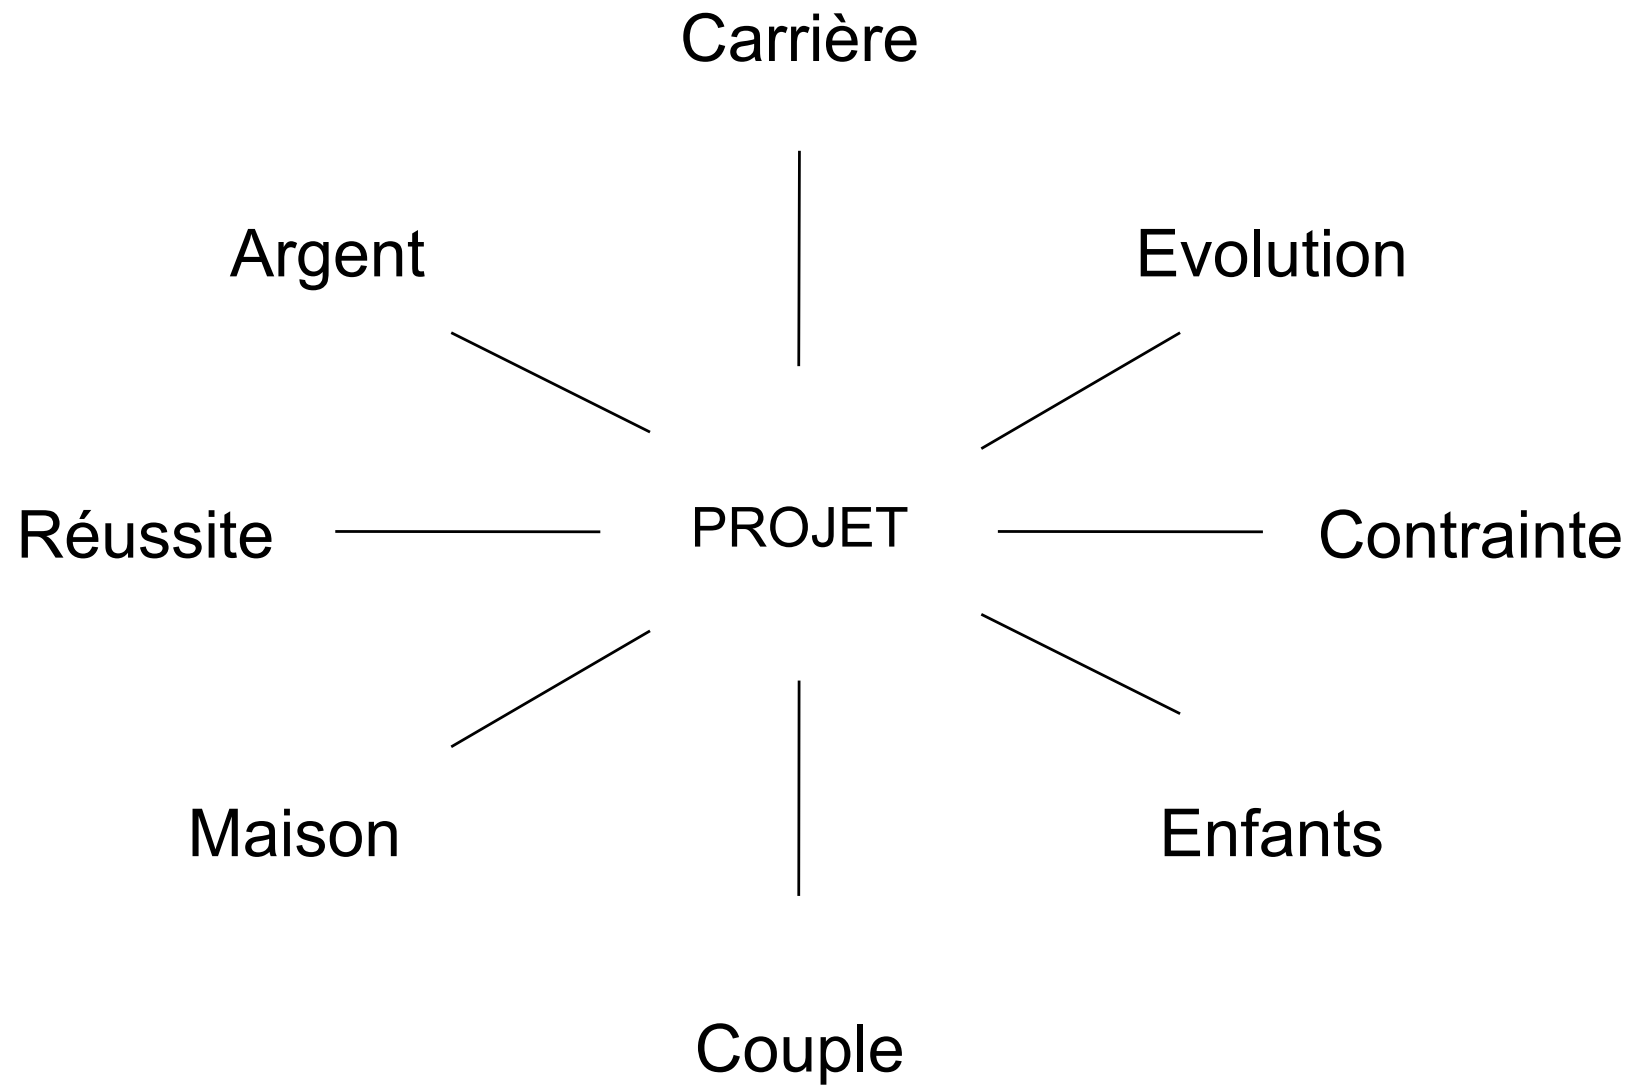 Carrière
Argent
Evolution
Réussite
PROJET
Contrainte
Maison
Enfants
Couple